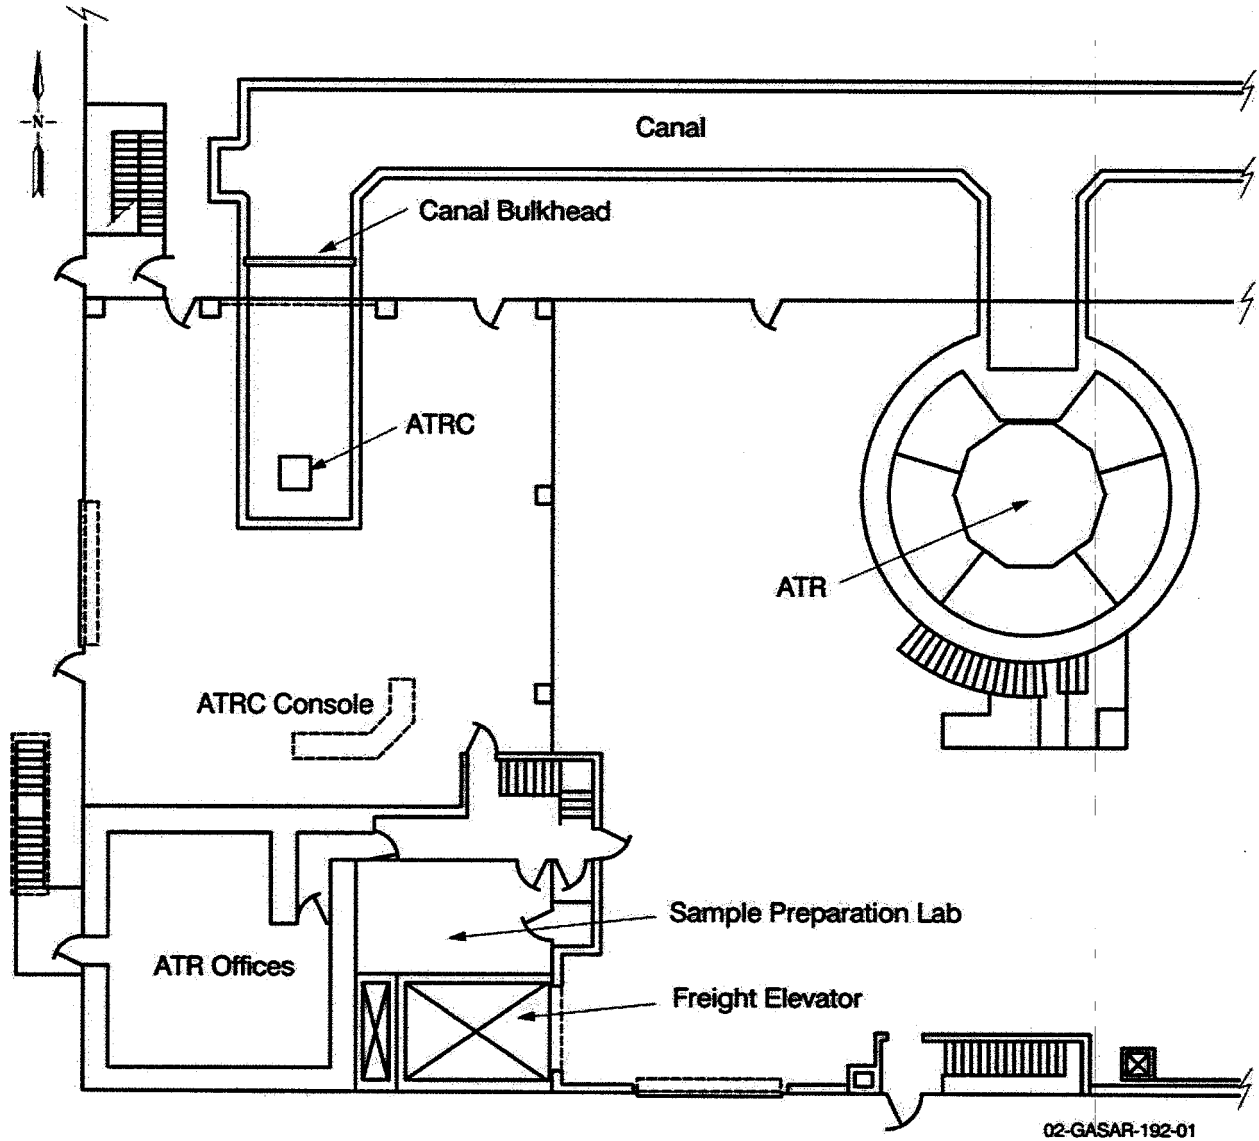 N
Canal
Canal Bulkhead
ATRC
ATR
ATRC Console
Sample Preparation Lab
ATR Offices
Freight Elevator
02-GASAR-192-01